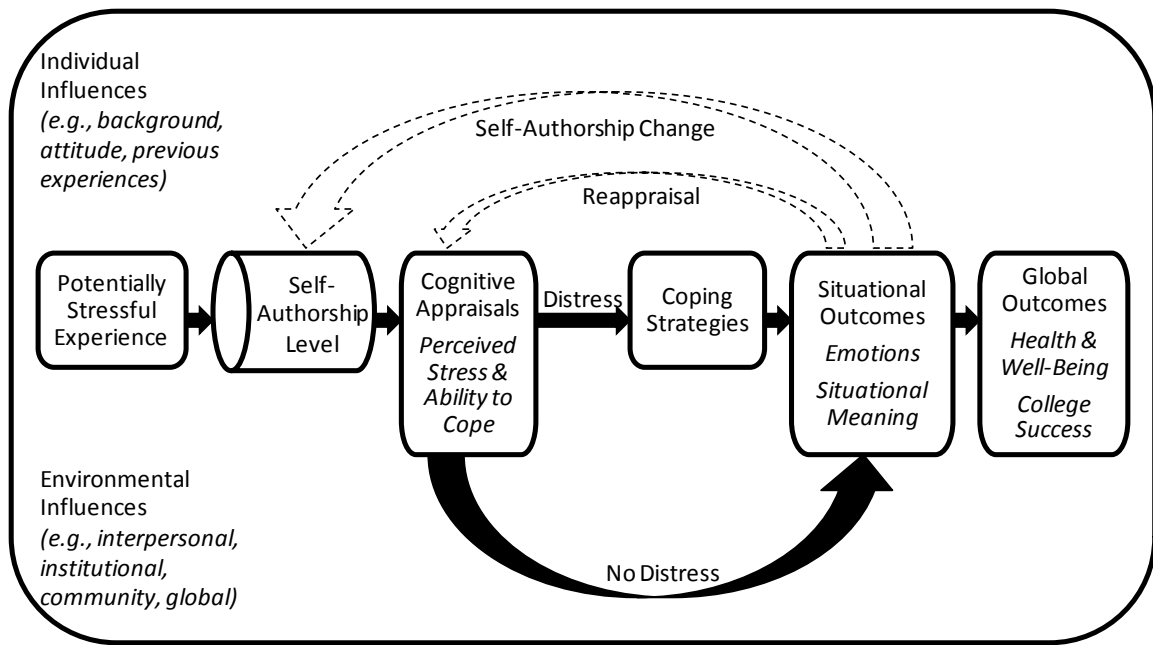 Individual
Influences
(e.g., background,
attitude, previous
experiences)
Self-Authorship Change
Reappraisal
Potentially
Stressful
Experience
Self-
Authorship
Level
Cognitive
Appraisals
Perceived
Stress &
Ability to
Cope
Distress
Coping
Strategies
Situational
Outcomes
Emotions
Situational
Meaning
Global
Outcomes
Health &
Well-Being
College
Success
Environmental
Influences
(e.g., interpersonal,
institutional,
community, global)
No Distress